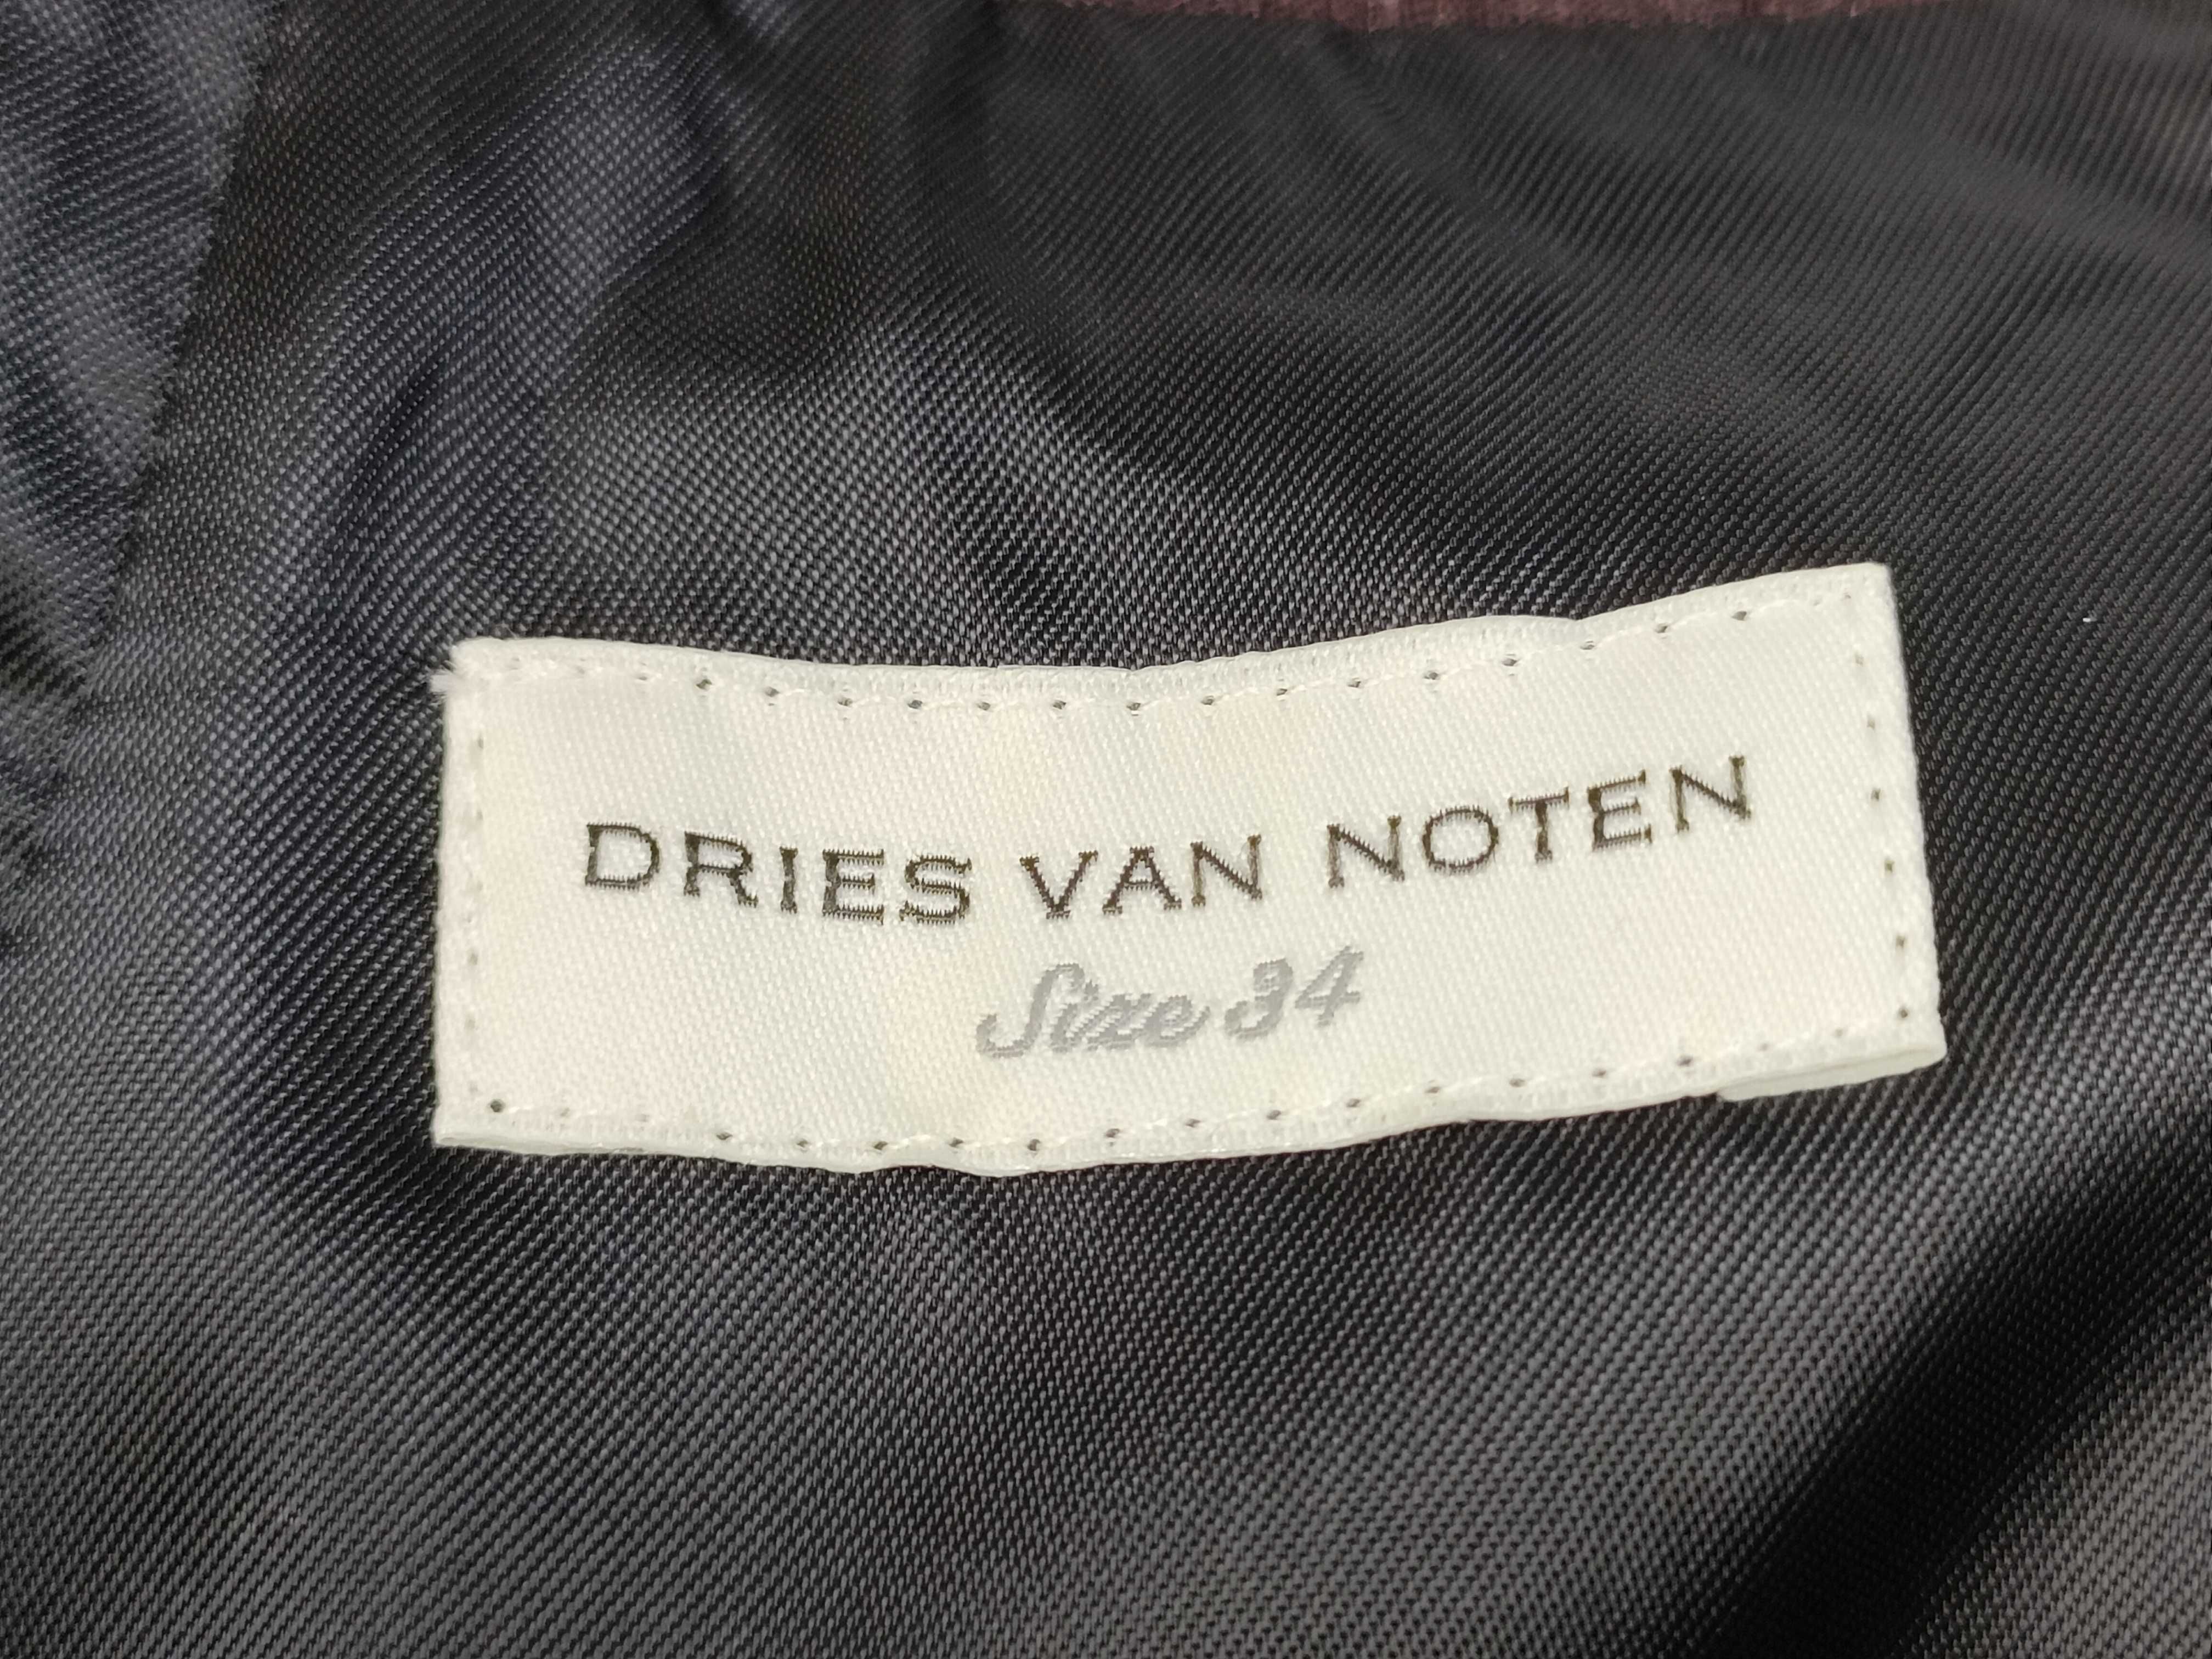 DRIES VAN NOTEN
Size 34